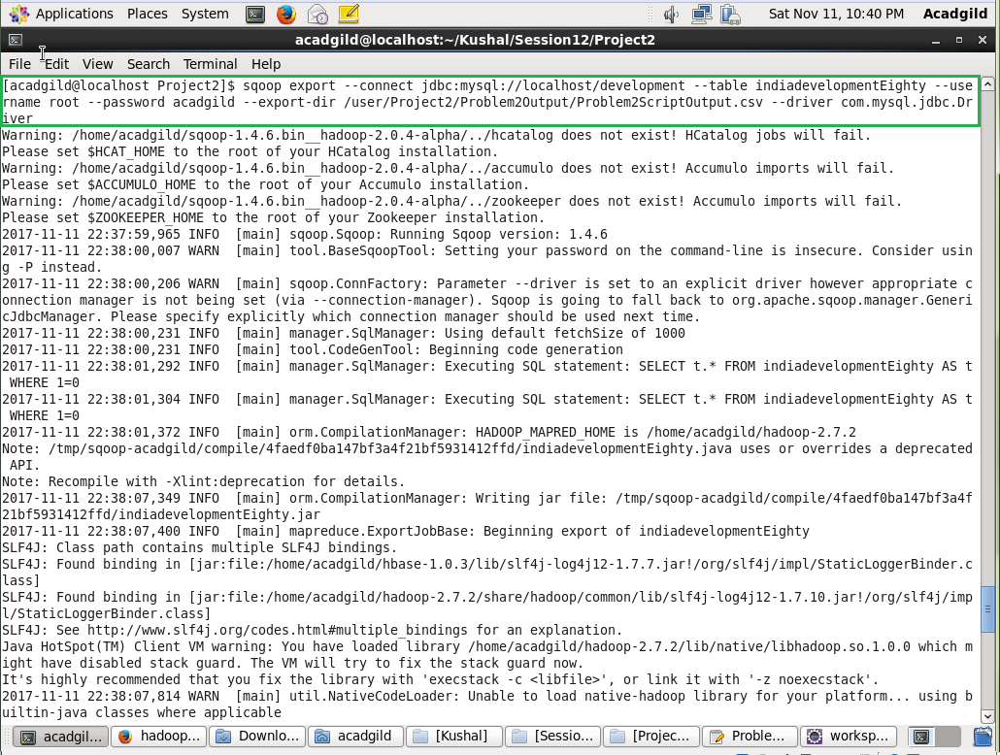 Applications Places System Sat Nov 11, 10:40 PM Acadgild
acadgild@localhost:~/Kushal/Session12/Project2
File Edit View Search Terminal Help
[acadgild@localhost Project2]$ sqoop export --connect jdbc:mysql://localhost/development --table indiadevelopmentEighty --use
rname root --password acadgild --export-dir /user/Project2/Problem2Output/Problem2ScriptOutput.csv --driver com.mysql.jdbc.Dr
iver
Warning: /home/acadgild/sqoop-1.4.6.bin__hadoop-2.0.4-alpha/../hcatalog does not exist! HCatalog jobs will fail.
Please set $HCAT_HOME to the root of your HCatalog installation.
Warning: /home/acadgild/sqoop-1.4.6.bin__hadoop-2.0.4-alpha/../accumulo does not exist! Accumulo imports will fail.
Please set $ACCUMULO_HOME to the root of your Accumulo installation.
Warning: /home/acadgild/sqoop-1.4.6.bin__hadoop-2.0.4-alpha/../zookeeper does not exist! Accumulo imports will fail.
Please set $ZOOKEEPER_HOME to the root of your Zookeeper installation.
2017-11-11 22:37:59,965 INFO  [main] sqoop.Sqoop: Running Sqoop version: 1.4.6
2017-11-11 22:38:00,007 WARN  [main] tool.BaseSqoopTool: Setting your password on the command-line is insecure. Consider usin
g -P instead.
2017-11-11 22:38:00,206 WARN  [main] sqoop.ConnFactory: Parameter --driver is set to an explicit driver however appropriate c
onnection manager is not being set (via --connection-manager). Sqoop is going to fall back to org.apache.sqoop.manager.Generi
cJdbcManager. Please specify explicitly which connection manager should be used next time.
2017-11-11 22:38:00,231 INFO  [main] manager.SqlManager: Using default fetchSize of 1000
2017-11-11 22:38:00,231 INFO  [main] tool.CodeGenTool: Beginning code generation
2017-11-11 22:38:01,292 INFO  [main] manager.SqlManager: Executing SQL statement: SELECT t.* FROM indiadevelopmentEighty AS t
 WHERE 1=0
2017-11-11 22:38:01,304 INFO  [main] manager.SqlManager: Executing SQL statement: SELECT t.* FROM indiadevelopmentEighty AS t
 WHERE 1=0
2017-11-11 22:38:01,372 INFO  [main] orm.CompilationManager: HADOOP_MAPRED_HOME is /home/acadgild/hadoop-2.7.2
Note: /tmp/sqoop-acadgild/compile/4faedf0ba147bf3a4f21bf5931412ffd/indiadevelopmentEighty.java uses or overrides a deprecated
 API.
Note: Recompile with -Xlint:deprecation for details.
2017-11-11 22:38:07,349 INFO  [main] orm.CompilationManager: Writing jar file: /tmp/sqoop-acadgild/compile/4faedf0ba147bf3a4f
21bf5931412ffd/indiadevelopmentEighty.jar
2017-11-11 22:38:07,400 INFO  [main] mapreduce.ExportJobBase: Beginning export of indiadevelopmentEighty
SLF4J: Class path contains multiple SLF4J bindings.
SLF4J: Found binding in [jar:file:/home/acadgild/hbase-1.0.3/lib/slf4j-log4j12-1.7.7.jar!/org/slf4j/impl/StaticLoggerBinder.c
lass]
SLF4J: Found binding in [jar:file:/home/acadgild/hadoop-2.7.2/share/hadoop/common/lib/slf4j-log4j12-1.7.10.jar!/org/slf4j/imp
l/StaticLoggerBinder.class]
SLF4J: See http://www.slf4j.org/codes.html#multiple_bindings for an explanation.
Java HotSpot(TM) Client VM warning: You have loaded library /home/acadgild/hadoop-2.7.2/lib/native/libhadoop.so.1.0.0 which m
ight have disabled stack guard. The VM will try to fix the stack guard now.
It's highly recommended that you fix the library with 'execstack -c <libfile>', or link it with '-z noexecstack'.
2017-11-11 22:38:07,814 WARN  [main] util.NativeCodeLoader: Unable to load native-hadoop library for your platform... using b
uiltin-java classes where applicable
acadgil... hadoop... Downlo... acadgild [Kushal] [Sessio... [Projec... Proble... worksp...